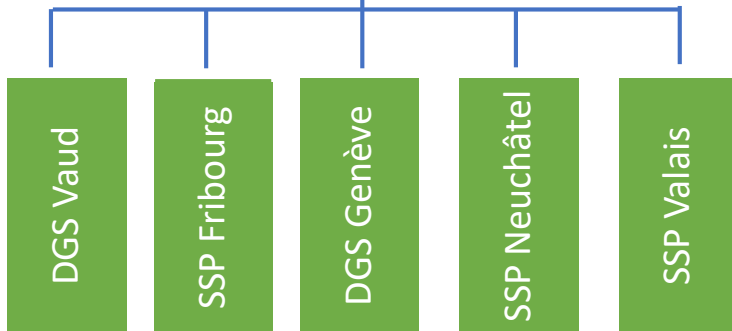 DGS Vaud
SSP Fribourg
DGS Genève
SSP Neuchâtel
SSP Valais